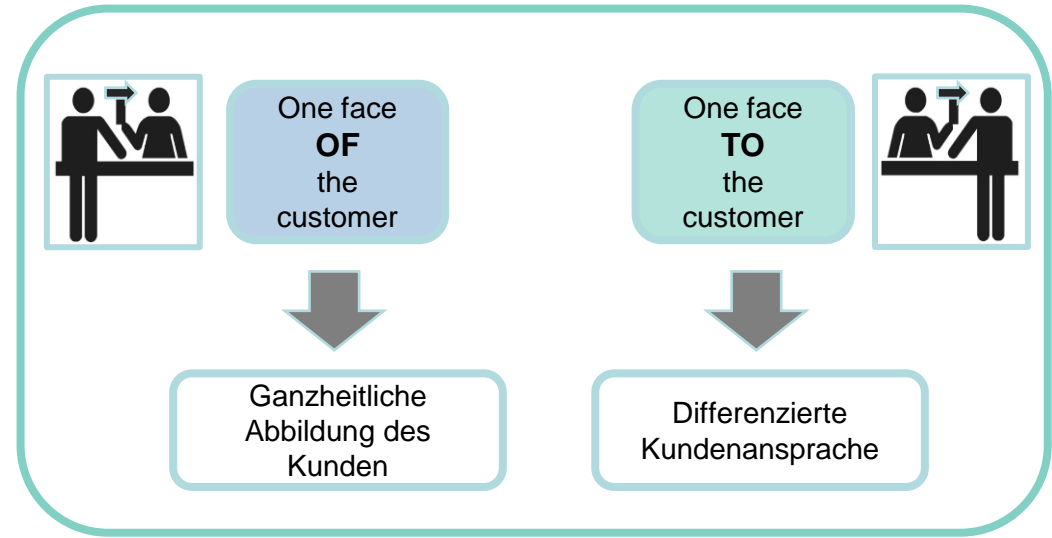 One face
OF
the
customer
One face
TO
the
customer
Ganzheitliche
Abbildung des
Kunden
Differenzierte
Kundenansprache